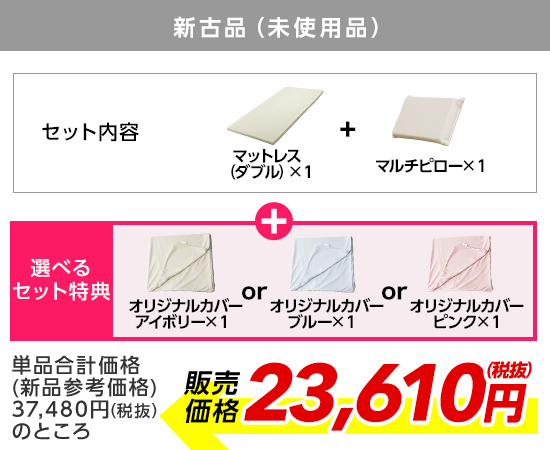 新古品（未使用品）
セット内容
マットレス
（ダブル）×1
+
マルチピロー×1
+
選べる
セット特典
オリジナルカバー
アイボリー×1
or
オリジナルカバー
ブルー×1
or
オリジナルカバー
ピンク×1
単品合計価格
(新品参考価格)
37,480円(税抜)
のところ
販売
価格
23,610円
(税抜)